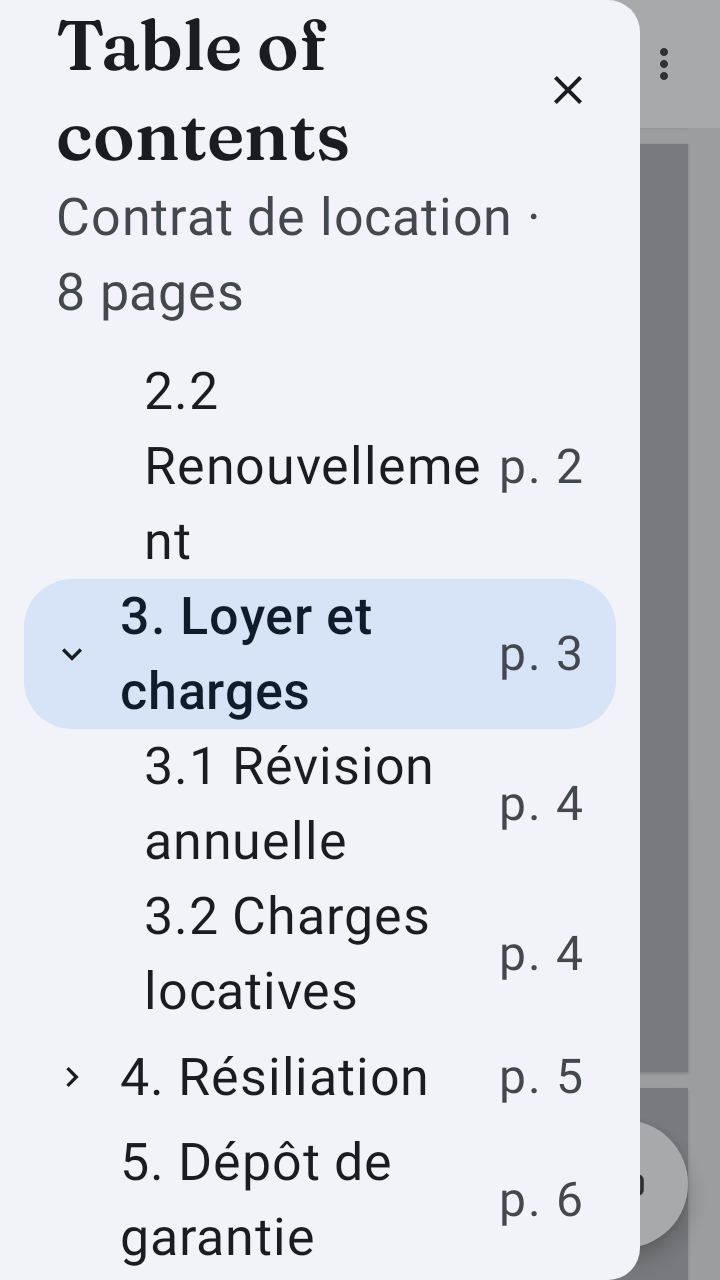 Table of
contents
Contrat de location ·
8 pages
2.2
Renouvelleme
nt
p. 2
3. Loyer et
charges
p. 3
3.1 Révision
annuelle
p. 4
3.2 Charges
locatives
p. 4
4. Résiliation
p. 5
5. Dépôt de
garantie
p. 6